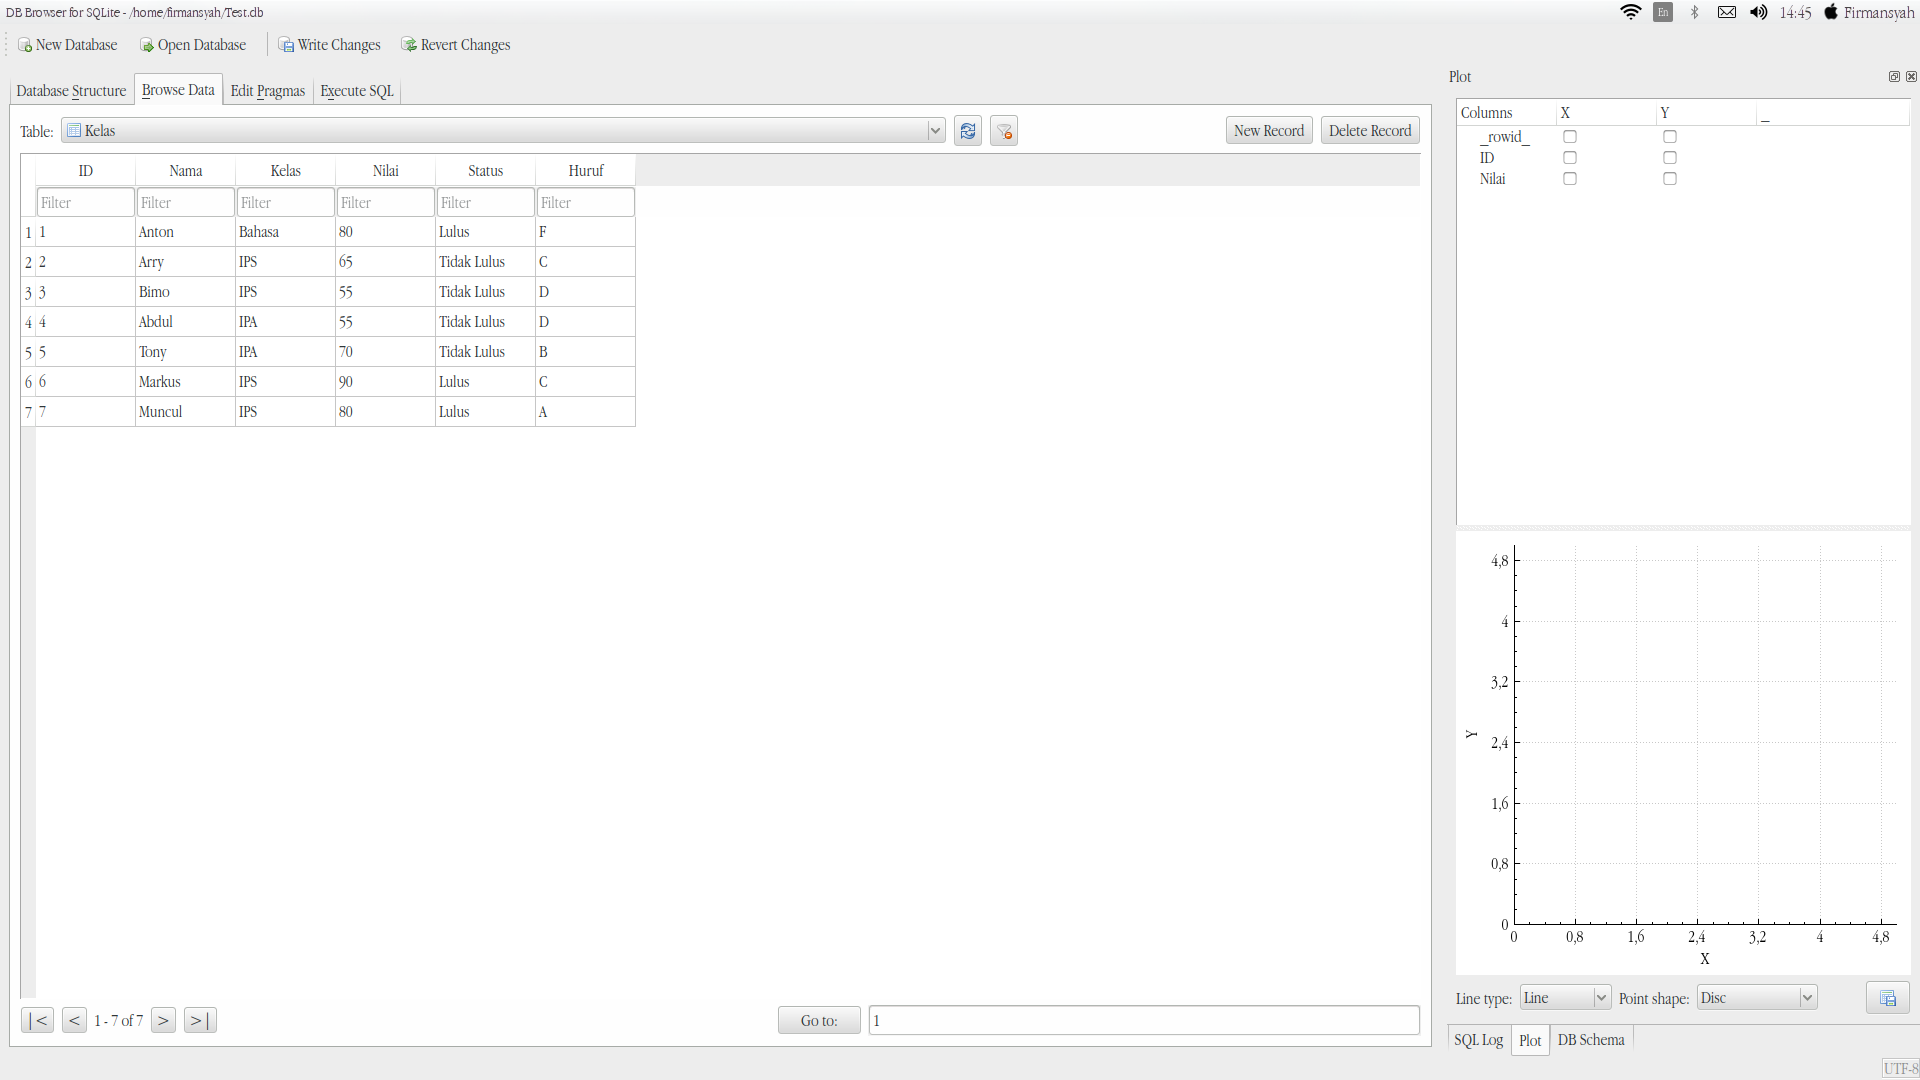 DB Browser for SQLite - /home/firmansyah/Test.db
En 14:45 Firmansyah
New Database Open Database Write Changes Revert Changes
Database Structure Browse Data Edit Pragmas Execute SQL
Table: Kelas New Record Delete Record
ID Nama Kelas Nilai Status Huruf
Filter Filter Filter Filter Filter Filter
1 1 Anton Bahasa 80 Lulus F
2 2 Arry IPS 65 Tidak Lulus C
3 3 Bimo IPS 55 Tidak Lulus D
4 4 Abdul IPA 55 Tidak Lulus D
5 5 Tony IPA 70 Tidak Lulus B
6 6 Markus IPS 90 Lulus C
7 7 Muncul IPS 80 Lulus A
|< < 1 - 7 of 7 > >| Go to: 1
Plot
Columns X Y _
_rowid_
ID
Nilai
4,8
4
3,2
2,4
1,6
0,8
0
Y
0 0,8 1,6 2,4 3,2 4 4,8
X
Line type: Line Point shape: Disc
SQL Log Plot DB Schema
UTF-8